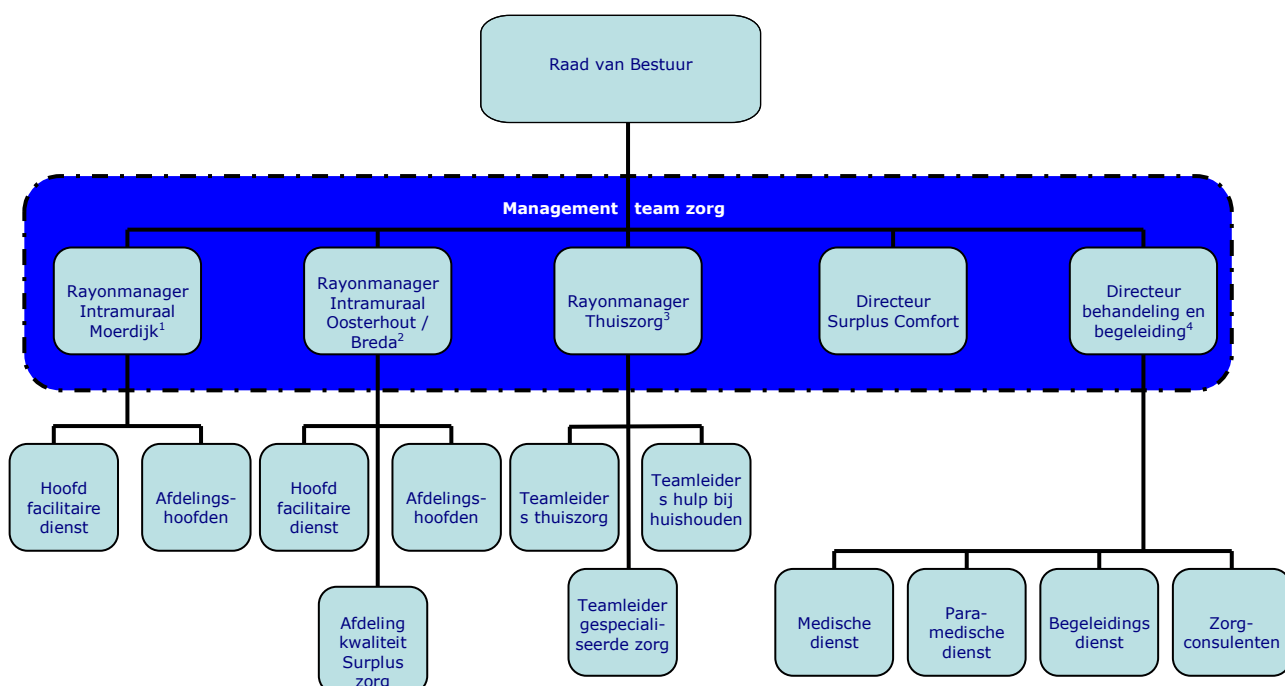 Raad van Bestuur
Management team zorg
Rayonmanager
Intramuraal
Moerdijk¹
Rayonmanager
Intramuraal
Oosterhout /
Breda²
Rayonmanager
Thuiszorg³
Directeur
Surplus Comfort
Directeur
behandeling en
begeleiding⁴
Hoofd
facilitaire
dienst
Afdelings-
hoofden
Hoofd
facilitaire
dienst
Afdelings-
hoofden
Teamleider
s thuiszorg
Teamleider
s hulp bij
huishouden
Afdeling
kwaliteit
Surplus
zorg
Teamleider
gespeciali-
seerde zorg
Medische
dienst
Para-
medische
dienst
Begeleidings
dienst
Zorg-
consulenten